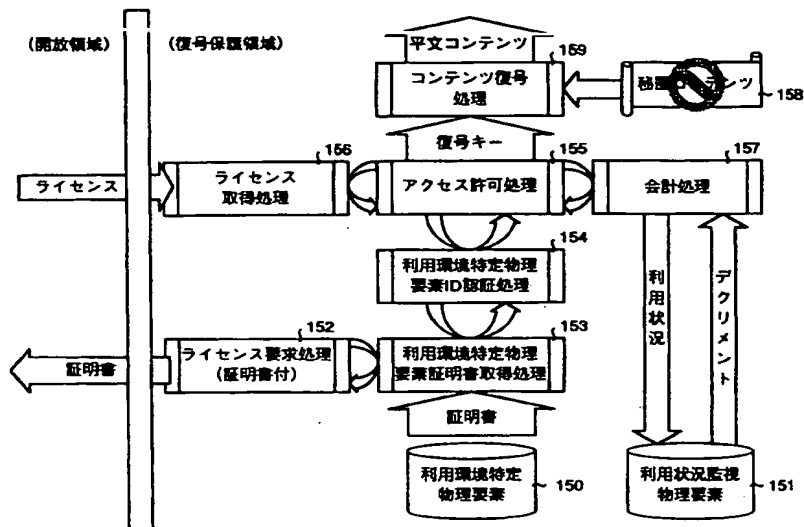 (開放領域)
(復号保護領域)
平文コンテンツ
159
コンテンツ復号
処理
テンツ
158
復号キー
156
155
157
ライセンス
ライセンス
取得処理
アクセス許可処理
会計処理
154
利用環境特定物理
要素ID認証処理
利用状況
デクリメント
152
153
証明書
ライセンス要求処理
(証明書付)
利用環境特定物理
要素証明書取得処理
証明書
利用環境特定
物理要素
150
利用状況監視
物理要素
151